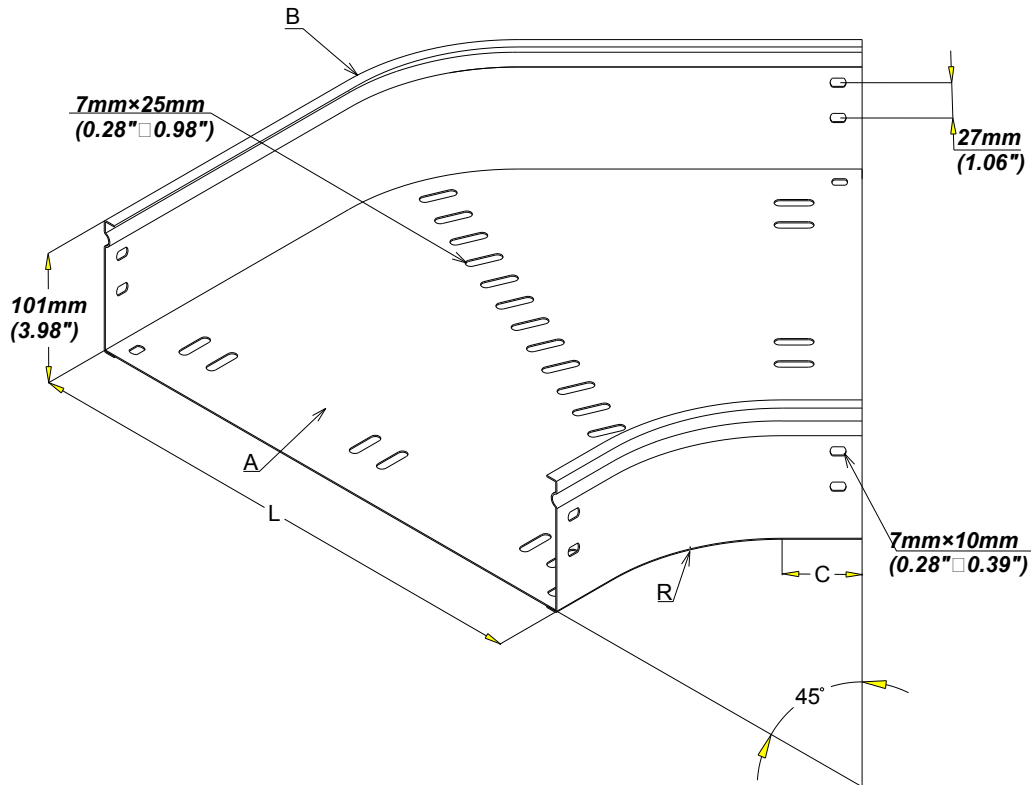 B
7mm×25mm
(0.28"□0.98")
27mm
(1.06")
101mm
(3.98")
A
L
7mm×10mm
(0.28"□0.39")
C
R
45°